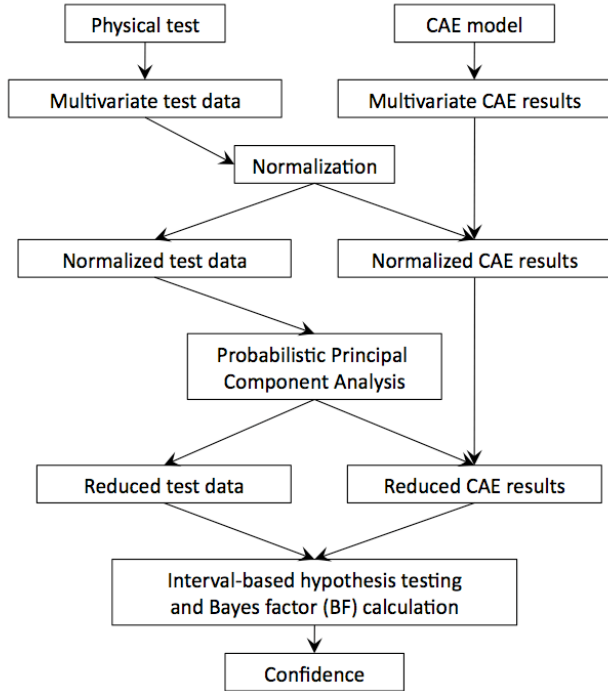 Physical test
CAE model
Multivariate test data
Multivariate CAE results
Normalization
Normalized test data
Normalized CAE results
Probabilistic Principal
Component Analysis
Reduced test data
Reduced CAE results
Interval-based hypothesis testing
and Bayes factor (BF) calculation
Confidence